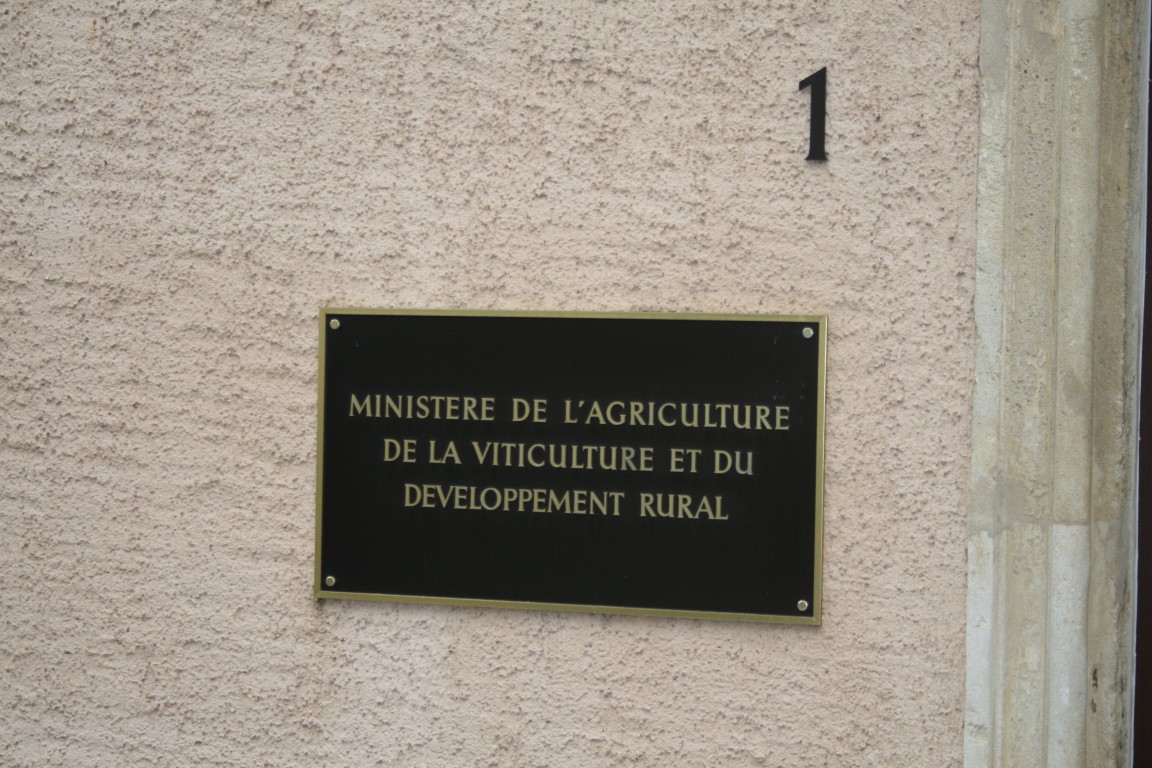 1
MINISTERE DE L'AGRICULTURE
DE LA VITICULTURE ET DU
DEVELOPPEMENT RURAL